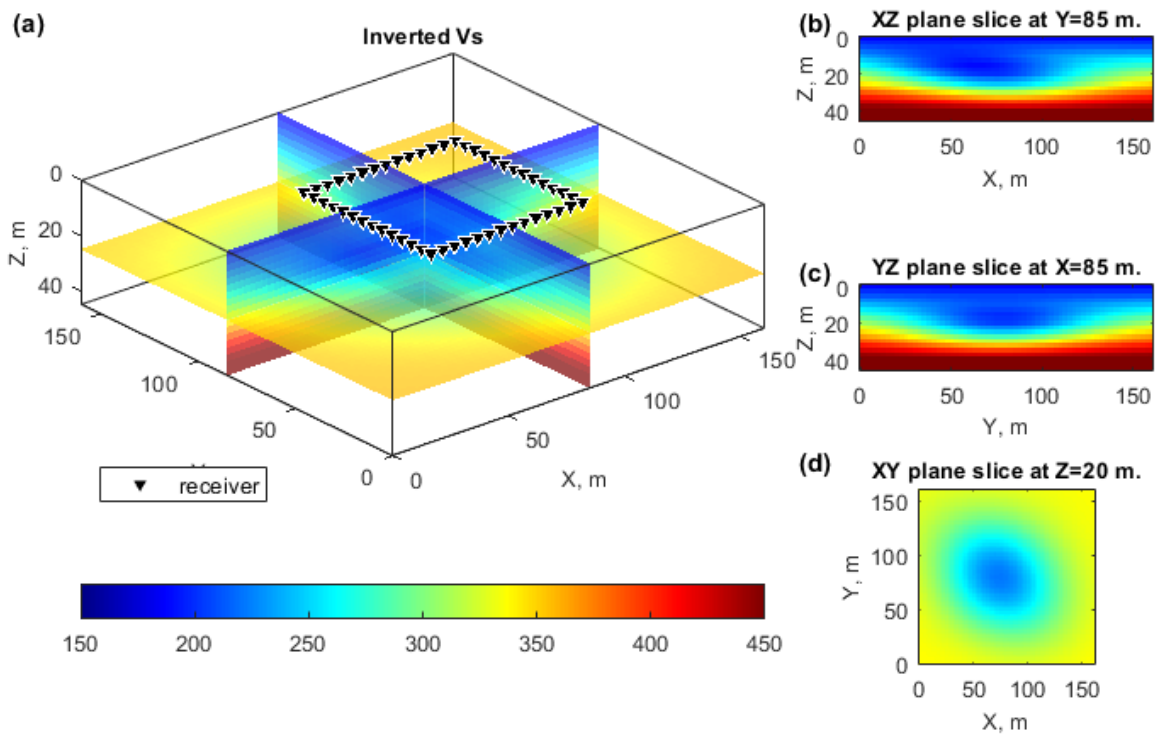 (a)
Inverted Vs
0
20
40
Z, m
150
100
50
0
0
50
100
150
X, m
receiver
150 200 250 300 350 400 450
(b)
XZ plane slice at Y=85 m.
0
20
40
Z, m
0 50 100 150
X, m
(c)
YZ plane slice at X=85 m.
0
20
40
Z, m
0 50 100 150
Y, m
(d)
XY plane slice at Z=20 m.
150
100
50
0
Y, m
0 50 100 150
X, m